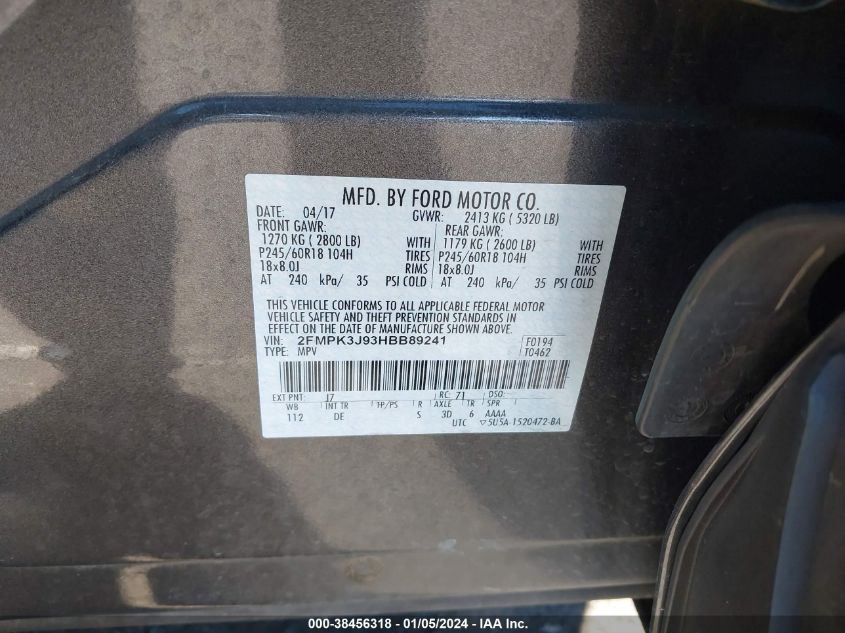 MFD. BY FORD MOTOR CO.
DATE: 04/17 GVWR: 2413 KG ( 5320 LB)
FRONT GAWR: REAR GAWR:
1270 KG ( 2800 LB) WITH 1179 KG ( 2600 LB) WITH
P245/60R18 104H TIRES P245/60R18 104H TIRES
18x8.0J RIMS 18x8.0J RIMS
AT 240 kPa/ 35 PSI COLD AT 240 kPa/ 35 PSI COLD
THIS VEHICLE CONFORMS TO ALL APPLICABLE FEDERAL MOTOR
VEHICLE SAFETY AND THEFT PREVENTION STANDARDS IN
EFFECT ON THE DATE OF MANUFACTURE SHOWN ABOVE.
VIN: 2FMPK3J93HBB89241 F0194
TYPE: MPV T0462
EXT PNT: J7 RC: 71 DSO:
WB INT TR TP/PS R AXLE TR SPR
112 DE S 3D 6 AAAA
UTC ▽5U5A-1520472-BA
000-38456318 - 01/05/2024 - © IAA Inc.